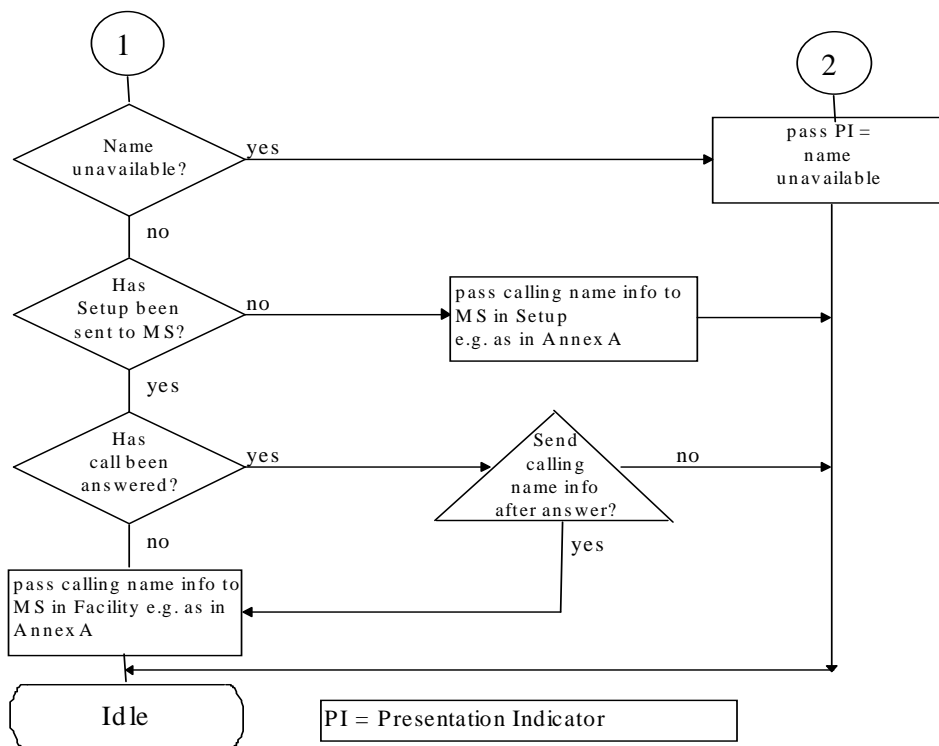 1
2
Name
unavailable?
yes
pass PI =
name
unavailable
no
Has
Setup been
sent to MS?
no
pass calling name info to
MS in Setup
e.g. as in Annex A
yes
Has
call been
answered?
yes
Send
calling
name info
after answer?
no
no
yes
pass calling name info to
MS in Facility e.g. as in
Annex A
Idle
PI = Presentation Indicator